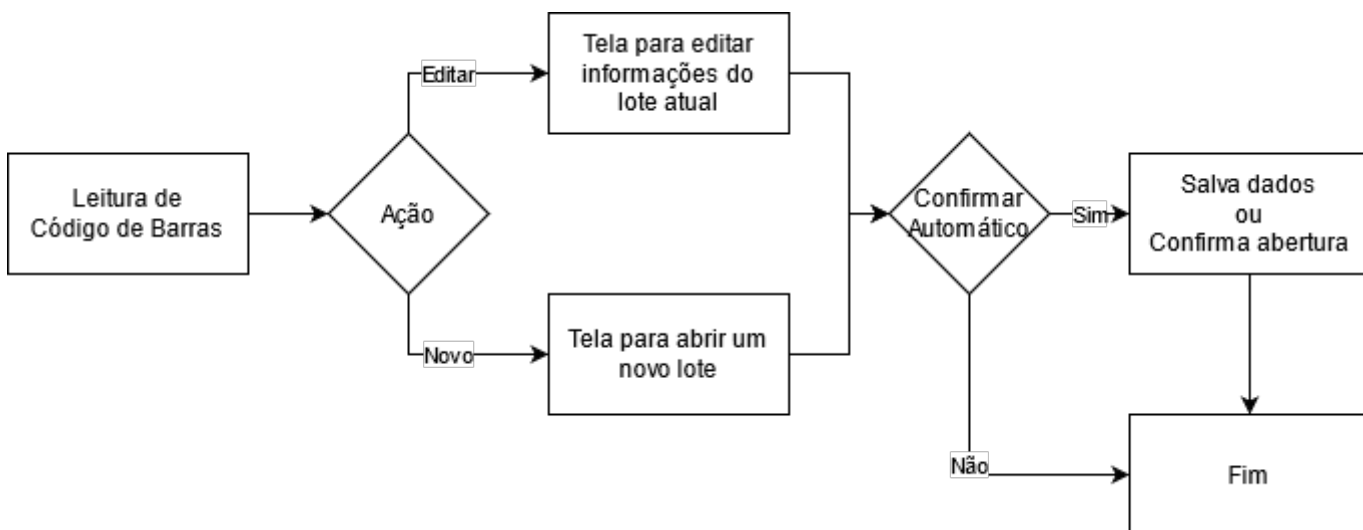 Leitura de
Código de Barras
Ação
Editar
Tela para editar
informações do
lote atual
Novo
Tela para abrir um
novo lote
Confirmar
Automático
Sim
Salva dados
ou
Confirma abertura
Não
Fim